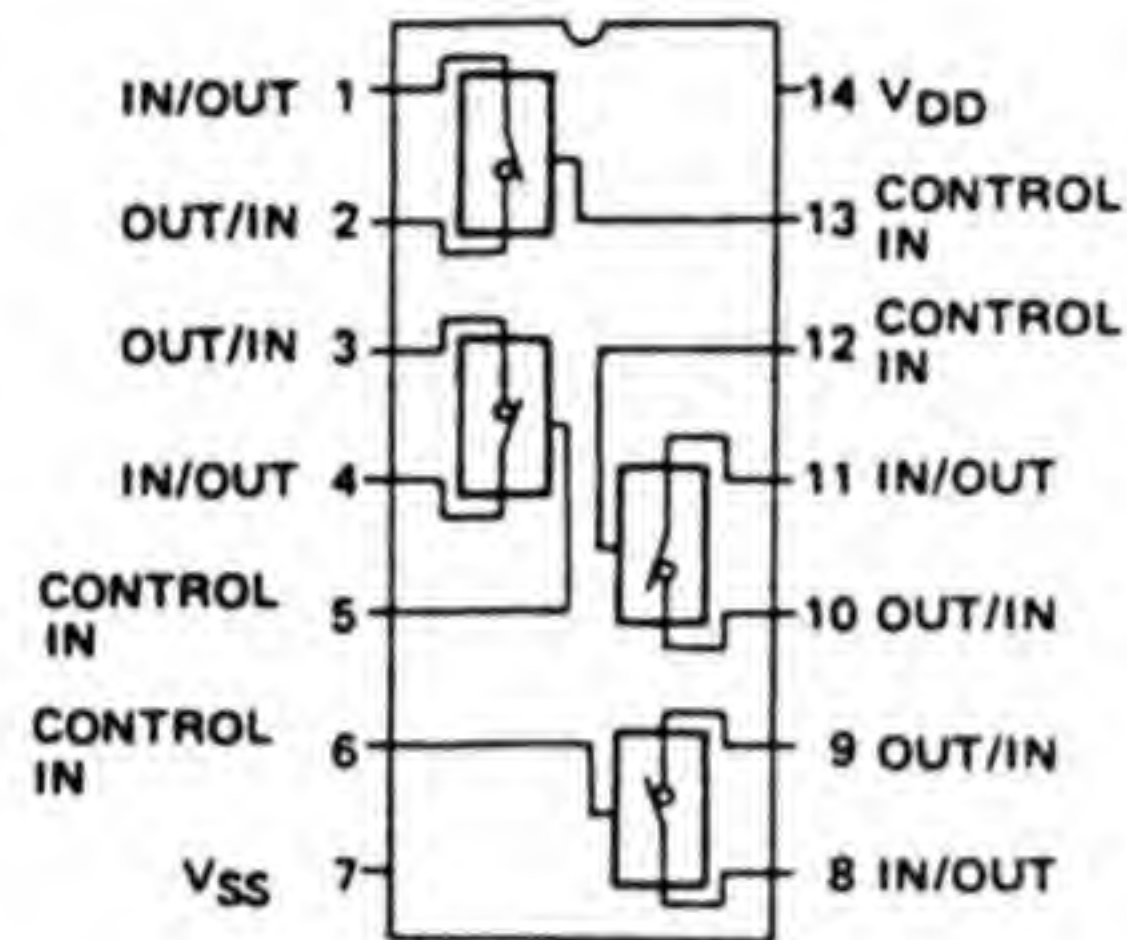 IN/OUT 1
OUT/IN 2
OUT/IN 3
IN/OUT 4
CONTROL
IN
5
CONTROL
IN
6
VSS 7
14 VDD
13 CONTROL
IN
12 CONTROL
IN
11 IN/OUT
10 OUT/IN
9 OUT/IN
8 IN/OUT